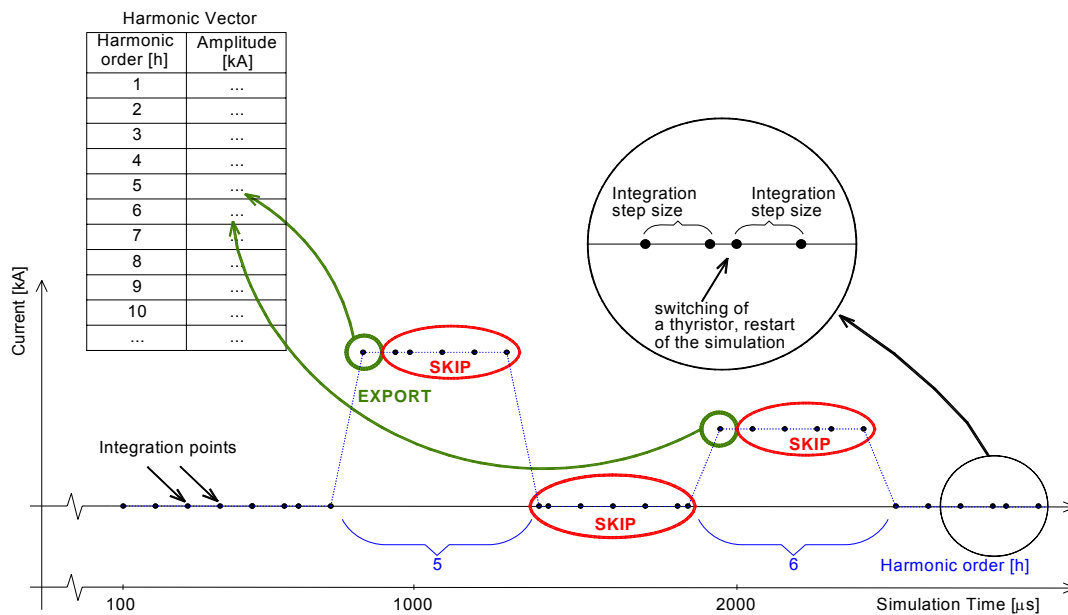 Harmonic Vector
Harmonic order [h] Amplitude [kA]
1 ...
2 ...
3 ...
4 ...
5 ...
6 ...
7 ...
8 ...
9 ...
10 ...
... ...
Integration step size
Integration step size
switching of
a thyristor, restart
of the simulation
Current [kA]
SKIP
EXPORT
SKIP
Integration points
SKIP
5
6
Harmonic order [h]
100
1000
2000
Simulation Time [μs]